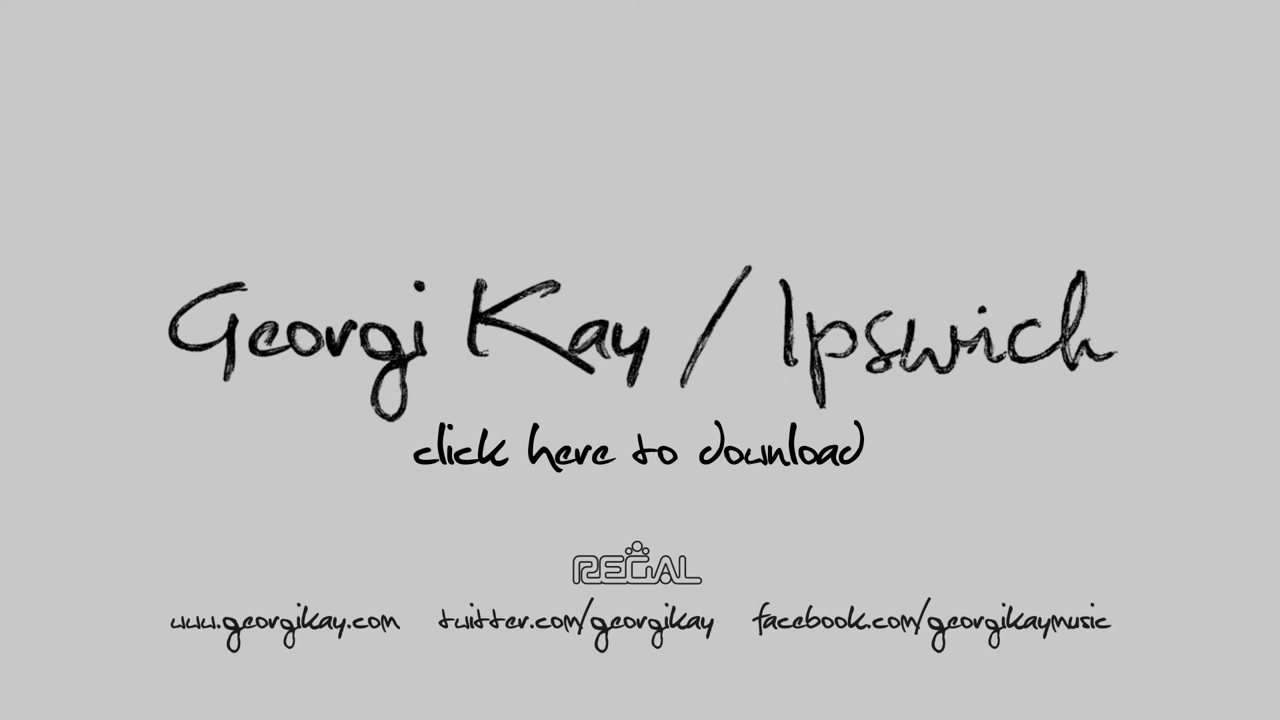 Georgi Kay / Ipswich
click here to download
REGAL
www.georgikay.com twitter.com/georgikay facebook.com/georgikaymusic